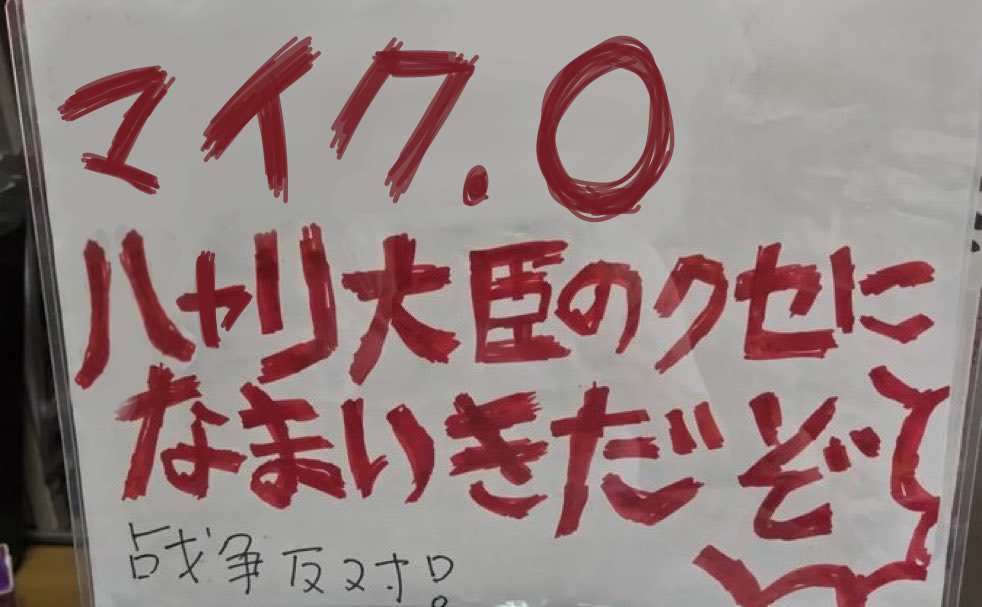 マイク.O
ハャリ大臣のクセに
なまいきだぞ
战争反対!